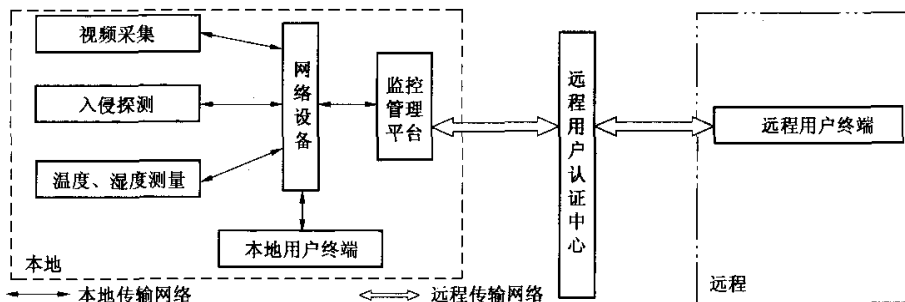 视频采集
入侵探测
温度、湿度测量
网络设备
监控
管理
平台
本地用户终端
本地
远程用户认证中心
远程用户终端
远程
本地传输网络
远程传输网络